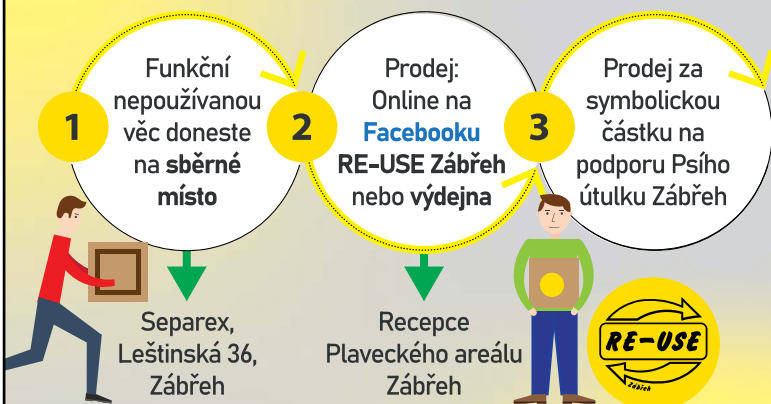 1
Funkční
nepoužívanou
věc doneste
na sběrné
místo
Separex,
Leštinská 36,
Zábřeh
2
Prodej:
Online na
Facebooku
RE-USE Zábřeh
nebo výdejna
Recepce
Plaveckého areálu
Zábřeh
3
Prodej za
symbolickou
částku na
podporu Psího
útulku Zábřeh
RE-USE
Zábřeh